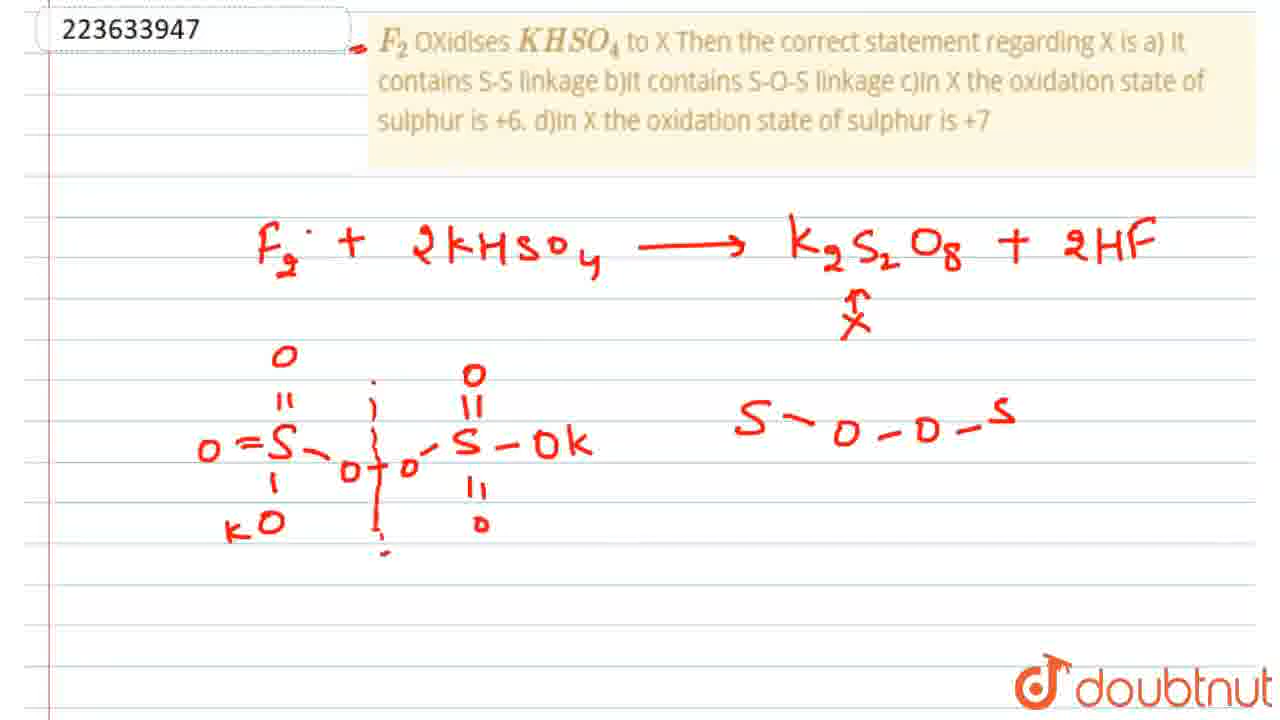 223633947
F₂ OXidises KHSO₄ to X Then the correct statement regarding X is a) It
contains S-S linkage b)It contains S-O-S linkage c)In X the oxidation state of
sulphur is +6. d)in X the oxidation state of sulphur is +7
F₂ + 2KHSO₄ → K₂S₂O₈ + 2HF
↑
X
O O
|| ||
O=S-O-O-S-OK S-O-O-S
| ||
KO O
doubtnut